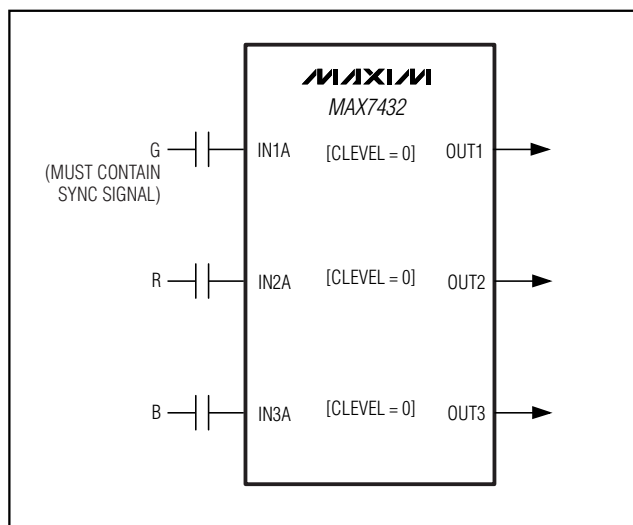 MAXIM
MAX7432
G
(MUST CONTAIN
SYNC SIGNAL)
IN1A
[CLEVEL = 0]
OUT1
R
IN2A
[CLEVEL = 0]
OUT2
B
IN3A
[CLEVEL = 0]
OUT3